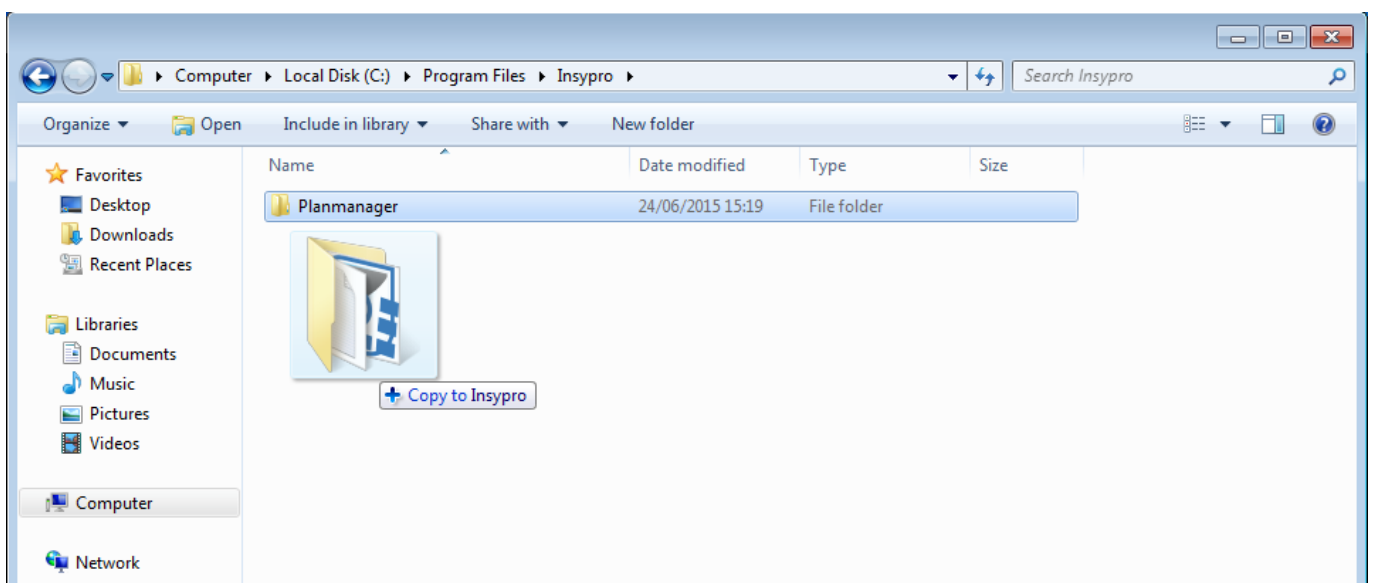 Computer Local Disk (C:) Program Files Insypro Search Insypro
Organize Open Include in library Share with New folder
Name Date modified Type Size
Favorites
Desktop
Downloads
Recent Places
Libraries
Documents
Music
Pictures
Videos
Computer
Network
Planmanager 24/06/2015 15:19 File folder
Copy to Insypro